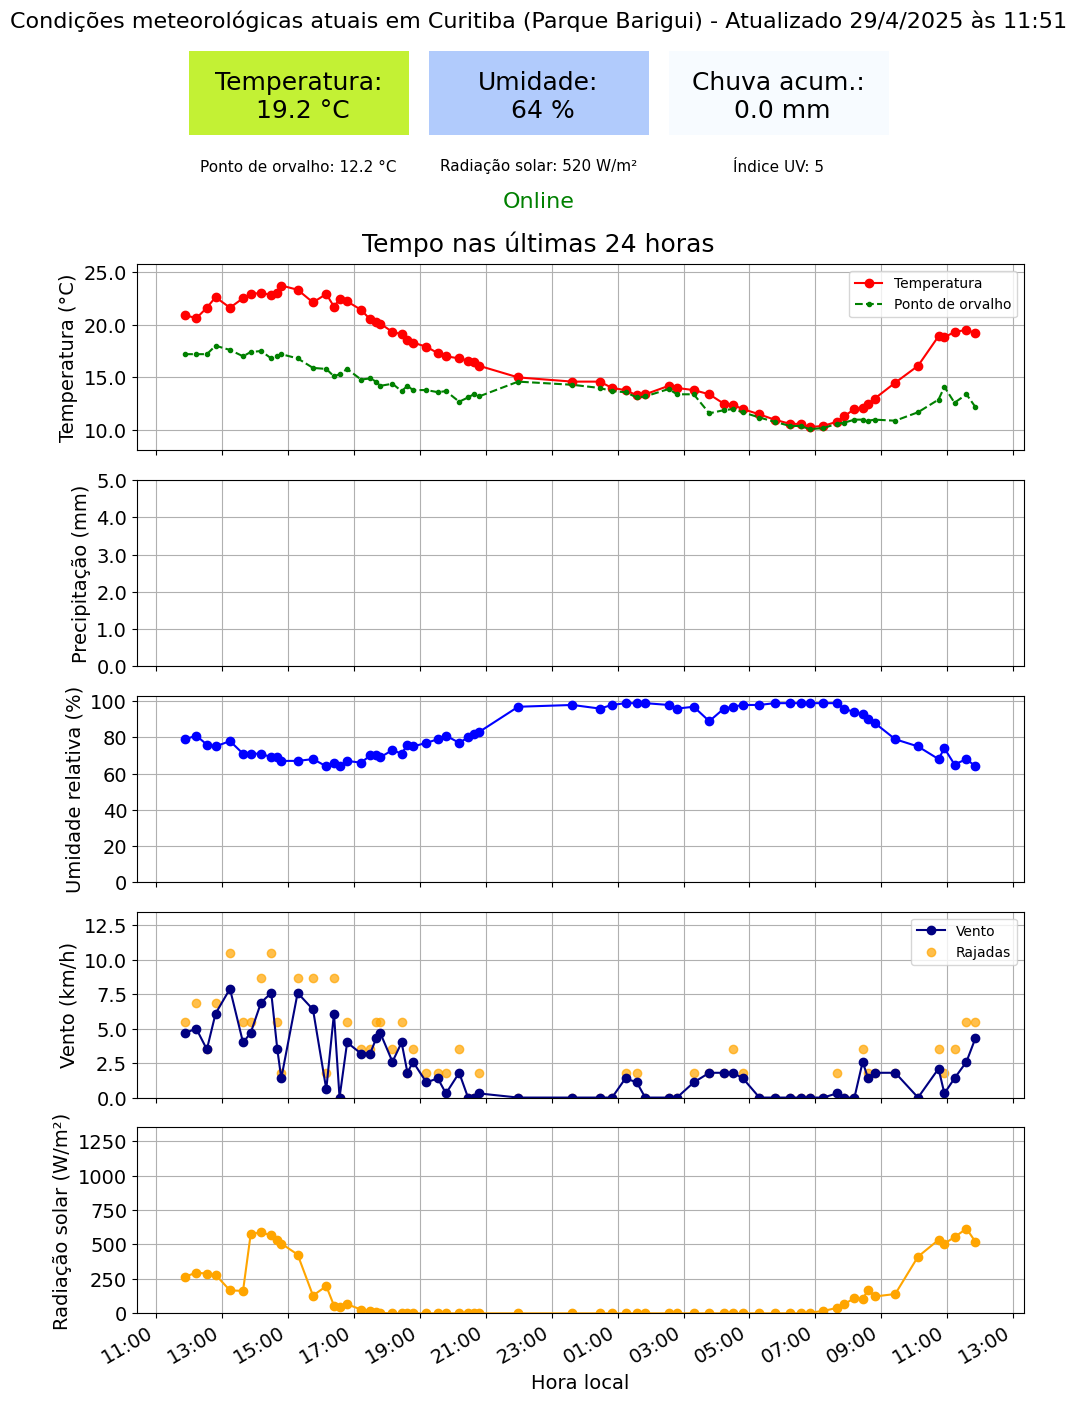 Condições meteorológicas atuais em Curitiba (Parque Barigui) - Atualizado 29/4/2025 às 11:51
Temperatura:
19.2 °C
Umidade:
64 %
Chuva acum.:
0.0 mm
Ponto de orvalho: 12.2 °C
Radiação solar: 520 W/m²
Índice UV: 5
Online
Tempo nas últimas 24 horas
Temperatura (°C)
25.0
20.0
15.0
10.0
Temperatura
Ponto de orvalho
Precipitação (mm)
5.0
4.0
3.0
2.0
1.0
0.0
Umidade relativa (%)
100
80
60
40
20
0
Vento (km/h)
12.5
10.0
7.5
5.0
2.5
0.0
Vento
Rajadas
Radiação solar (W/m²)
1250
1000
750
500
250
0
11:00
13:00
15:00
17:00
19:00
21:00
23:00
01:00
03:00
05:00
07:00
09:00
11:00
13:00
Hora local